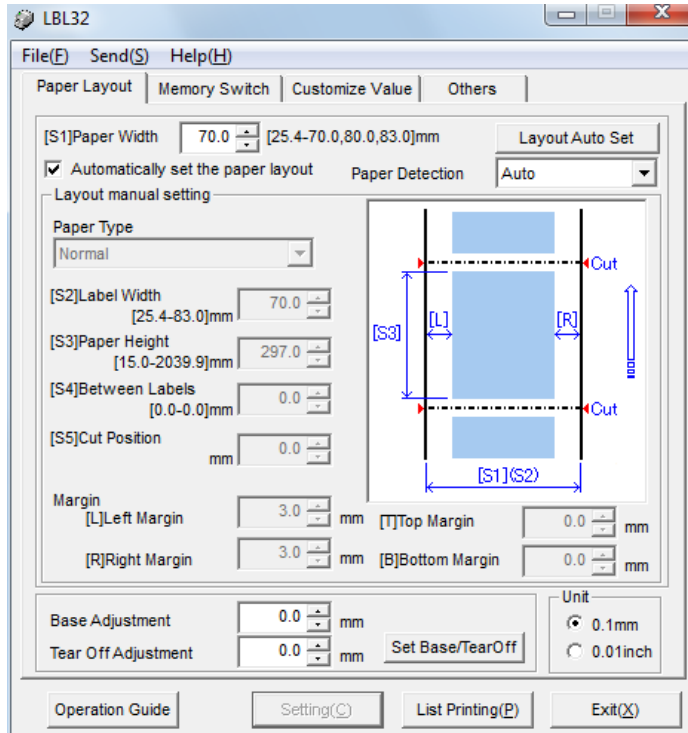 LBL32
File(F) Send(S) Help(H)
Paper Layout Memory Switch Customize Value Others
[S1]Paper Width 70.0 [25.4-70.0,80.0,83.0]mm Layout Auto Set
Automatically set the paper layout Paper Detection Auto
Layout manual setting
Paper Type
Normal
[S2]Label Width
[25.4-83.0]mm 70.0
[S3]Paper Height
[15.0-2039.9]mm 297.0
[S4]Between Labels
[0.0-0.0]mm 0.0
[S5]Cut Position
mm 0.0
Cut
[S3] [L] [R]
Cut
[S1](S2)
Margin
[L]Left Margin 3.0 mm [T]Top Margin 0.0 mm
[R]Right Margin 3.0 mm [B]Bottom Margin 0.0 mm
Base Adjustment 0.0 mm
Tear Off Adjustment 0.0 mm Set Base/TearOff
Unit
0.1mm
0.01inch
Operation Guide Setting(C) List Printing(P) Exit(X)